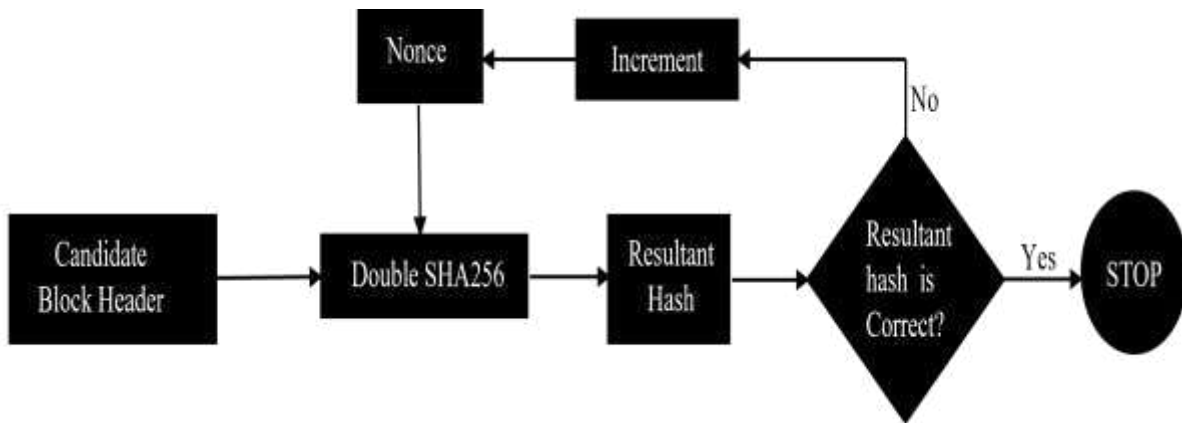 Nonce
Increment
No
Candidate
Block Header
Double SHA256
Resultant
Hash
Resultant
hash is
Correct?
Yes
STOP